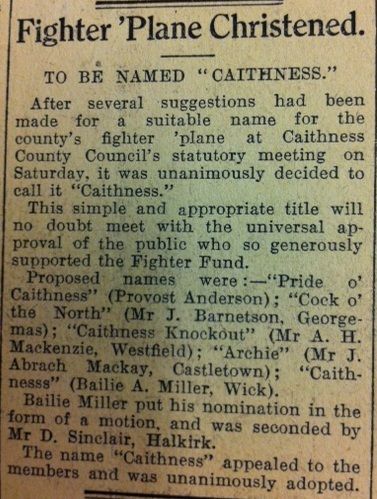 Fighter 'Plane Christened.
TO BE NAMED "CAITHNESS."
After several suggestions had been
made for a suitable name for the
county's fighter 'plane at Caithness
County Council's statutory meeting on
Saturday, it was unanimously decided to
call it "Caithness."
This simple and appropriate title will
no doubt meet with the universal ap-
proval of the public who so generously
supported the Fighter Fund.
Proposed names were:—"Pride o'
Caithness" (Provost Anderson); "Cock o'
the North" (Mr J. Barnetson, George-
mas); "Caithness Knockout" (Mr A. H.
Mackenzie, Westfield); "Archie" (Mr J.
Abrach Mackay, Castletown); "Caith-
nesss" (Bailie A. Miller, Wick).
Bailie Miller put his nomination in the
form of a motion, and was seconded by
Mr D. Sinclair, Halkirk.
The name "Caithness" appealed to the
members and was unanimously adopted.